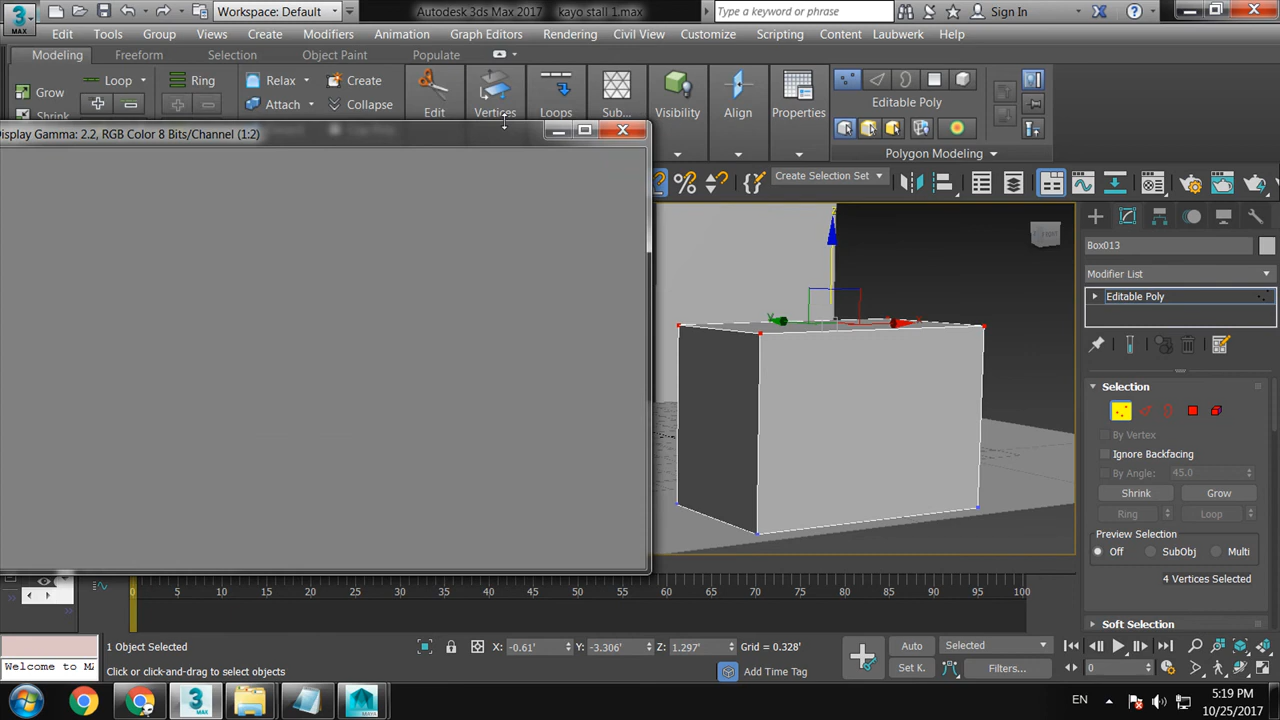 Workspace: Default
Autodesk 3ds Max 2017
kayo stall 1.max
Type a keyword or phrase
Sign In
3
MAX
Edit
Tools
Group
Views
Create
Modifiers
Animation
Graph Editors
Rendering
Civil View
Customize
Scripting
Content
Laubwerk
Help
Modeling
Freeform
Selection
Object Paint
Populate
Grow
Loop
Ring
Relax
Create
Shrink
Attach
Collapse
Edit
Vertices
Loops
Sub...
Visibility
Align
Properties
Editable Poly
Polygon Modeling
isplay Gamma: 2.2, RGB Color 8 Bits/Channel (1:2)
Create Selection Set
Z
Y
Box013
Modifier List
Editable Poly
Selection
By Vertex
Ignore Backfacing
By Angle:
45.0
Shrink
Grow
Ring
Loop
Preview Selection
Off
SubObj
Multi
4 Vertices Selected
Soft Selection
0
5
10
15
20
25
30
35
40
45
50
55
60
65
70
75
80
85
90
95
100
1 Object Selected
X: -0.61'
Y: -3.306'
Z: 1.297'
Grid = 0.328'
Auto
Selected
Welcome to MA
Click or click-and-drag to select objects
Add Time Tag
Set K.
Filters...
0
3
MAX
MAYA
EN
5:19 PM
10/25/2017